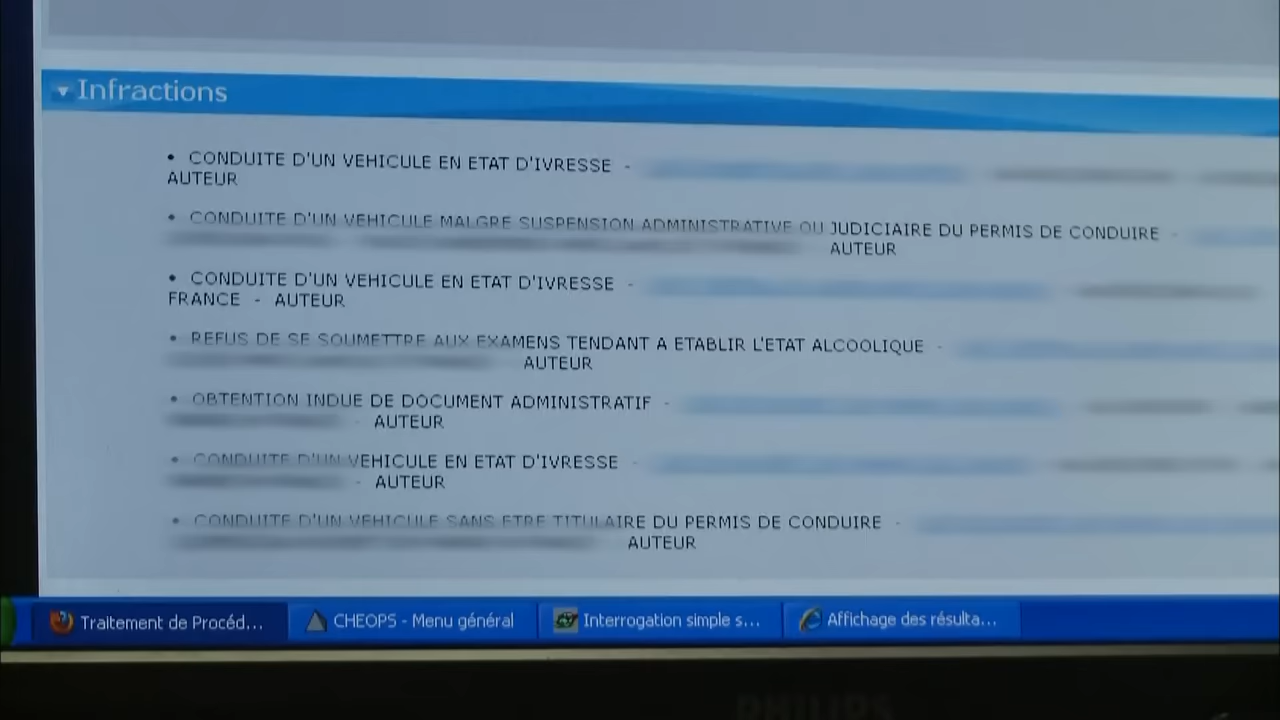 Infractions
• CONDUITE D'UN VEHICULE EN ETAT D'IVRESSE -
AUTEUR
• CONDUITE D'UN VEHICULE MALGRE SUSPENSION ADMINISTRATIVE OU JUDICIAIRE DU PERMIS DE CONDUIRE -
AUTEUR
• CONDUITE D'UN VEHICULE EN ETAT D'IVRESSE -
FRANCE - AUTEUR
• REFUS DE SE SOUMETTRE AUX EXAMENS TENDANT A ETABLIR L'ETAT ALCOOLIQUE -
AUTEUR
• OBTENTION INDUE DE DOCUMENT ADMINISTRATIF -
- AUTEUR
• CONDUITE D'UN VEHICULE EN ETAT D'IVRESSE -
- AUTEUR
• CONDUITE D'UN VEHICULE SANS ETRE TITULAIRE DU PERMIS DE CONDUIRE -
AUTEUR
Traitement de Procéd... CHEOPS - Menu général Interrogation simple s... Affichage des résulta...
PHILIPS